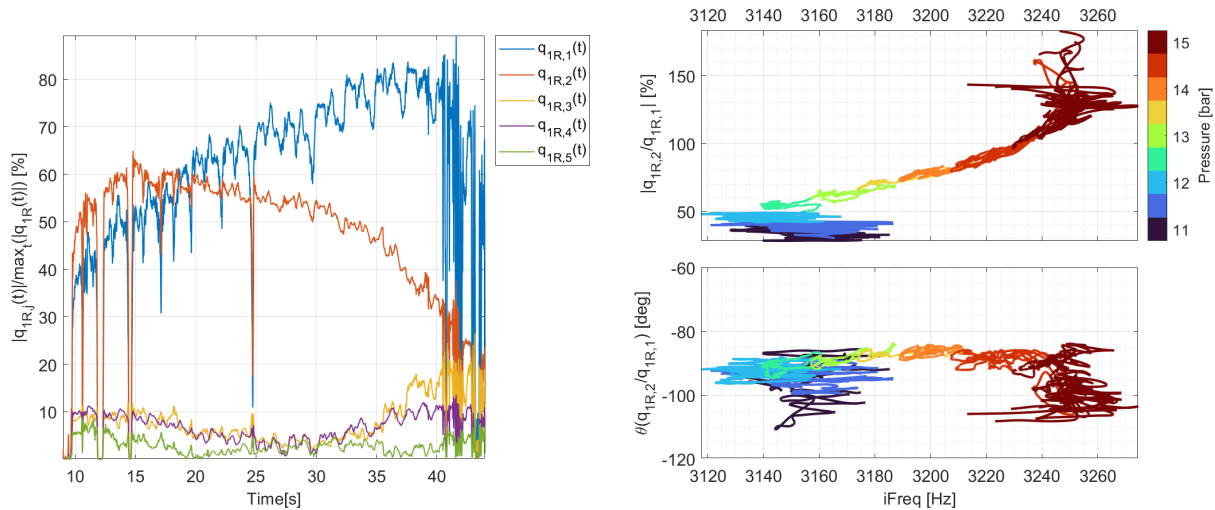 |q1R,j(t)|/maxt(|q1R(t)|) [%]
80
70
60
50
40
30
20
10
10 15 20 25 30 35 40
Time[s]
q1R,1(t)
q1R,2(t)
q1R,3(t)
q1R,4(t)
q1R,5(t)
3120 3140 3160 3180 3200 3220 3240 3260
|q1R,2/q1R,1| [%]
150
100
50
15
14
13
12
11
Pressure [bar]
θ(q1R,2/q1R,1) [deg]
-60
-80
-100
-120
3120 3140 3160 3180 3200 3220 3240 3260
iFreq [Hz]